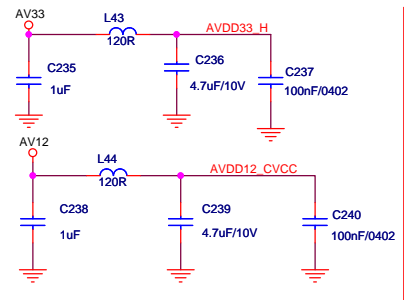 AV33
L43
120R
AVDD33_H
C235
1uF
C236
4.7uF/10V
C237
100nF/0402
AV12
L44
120R
AVDD12_CVCC
C238
1uF
C239
4.7uF/10V
C240
100nF/0402